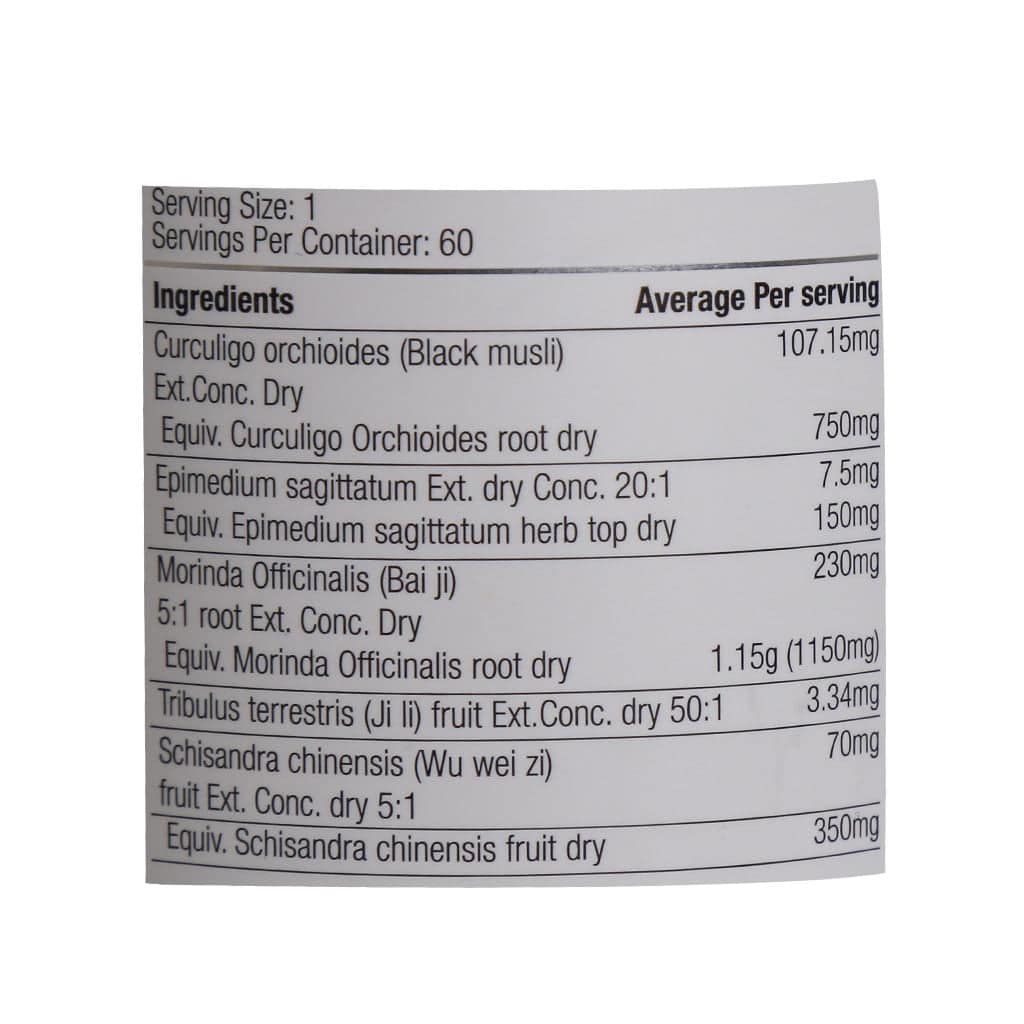 Serving Size: 1
Servings Per Container: 60
Ingredients Average Per serving
Curculigo orchioides (Black musli) 107.15mg
Ext.Conc. Dry
Equiv. Curculigo Orchioides root dry 750mg
Epimedium sagittatum Ext. dry Conc. 20:1 7.5mg
Equiv. Epimedium sagittatum herb top dry 150mg
Morinda Officinalis (Bai ji) 230mg
5:1 root Ext. Conc. Dry
Equiv. Morinda Officinalis root dry 1.15g (1150mg)
Tribulus terrestris (Ji li) fruit Ext.Conc. dry 50:1 3.34mg
Schisandra chinensis (Wu wei zi) 70mg
fruit Ext. Conc. dry 5:1
Equiv. Schisandra chinensis fruit dry 350mg